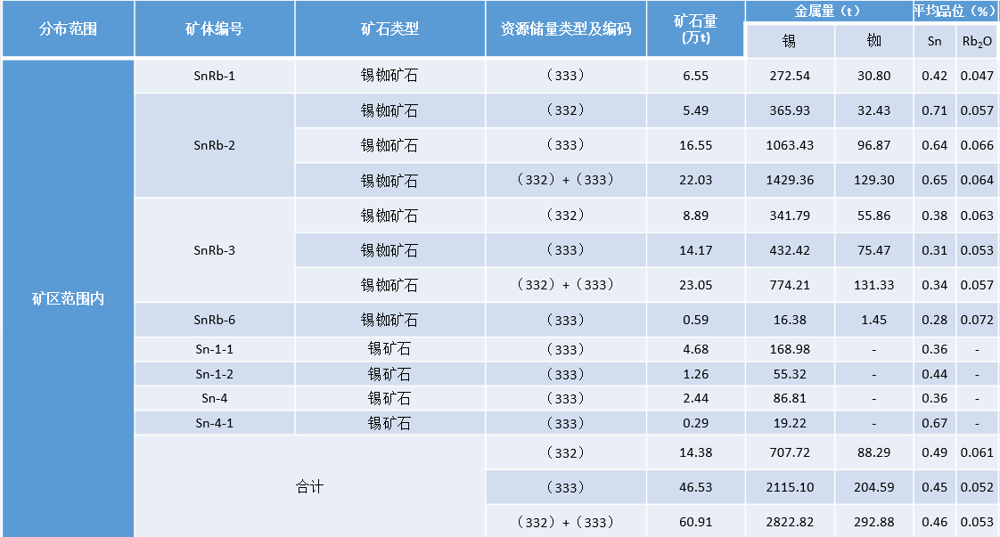 分布范围 矿体编号 矿石类型 资源储量类型及编码 矿石量(万t) 金属量（t） 平均品位（%）
锡 铷 Sn Rb₂O
矿区范围内
SnRb-1 锡铷矿石 （333） 6.55 272.54 30.80 0.42 0.047
SnRb-2 锡铷矿石 （332） 5.49 365.93 32.43 0.71 0.057
锡铷矿石 （333） 16.55 1063.43 96.87 0.64 0.066
锡铷矿石 （332）+（333） 22.03 1429.36 129.30 0.65 0.064
SnRb-3 锡铷矿石 （332） 8.89 341.79 55.86 0.38 0.063
锡铷矿石 （333） 14.17 432.42 75.47 0.31 0.053
锡铷矿石 （332）+（333） 23.05 774.21 131.33 0.34 0.057
SnRb-6 锡铷矿石 （333） 0.59 16.38 1.45 0.28 0.072
Sn-1-1 锡矿石 （333） 4.68 168.98 - 0.36 -
Sn-1-2 锡矿石 （333） 1.26 55.32 - 0.44 -
Sn-4 锡矿石 （333） 2.44 86.81 - 0.36 -
Sn-4-1 锡矿石 （333） 0.29 19.22 - 0.67 -
合计 （332） 14.38 707.72 88.29 0.49 0.061
（333） 46.53 2115.10 204.59 0.45 0.052
（332）+（333） 60.91 2822.82 292.88 0.46 0.053